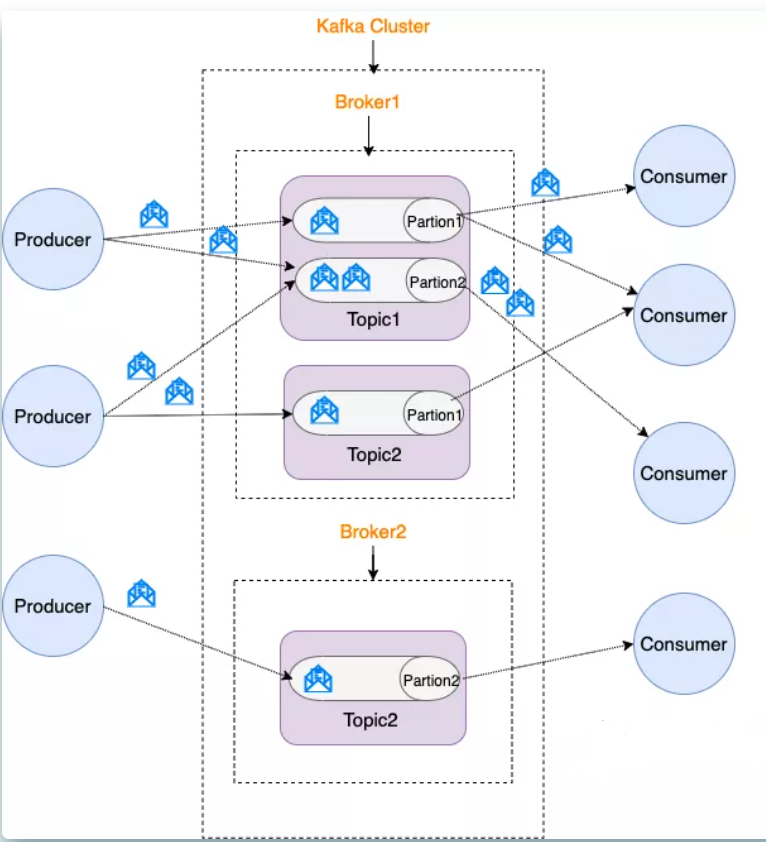 Kafka Cluster
Broker1
Consumer
Producer
Partion1
Partion2
Topic1
Consumer
Producer
Partion1
Topic2
Consumer
Broker2
Producer
Consumer
Partion2
Topic2